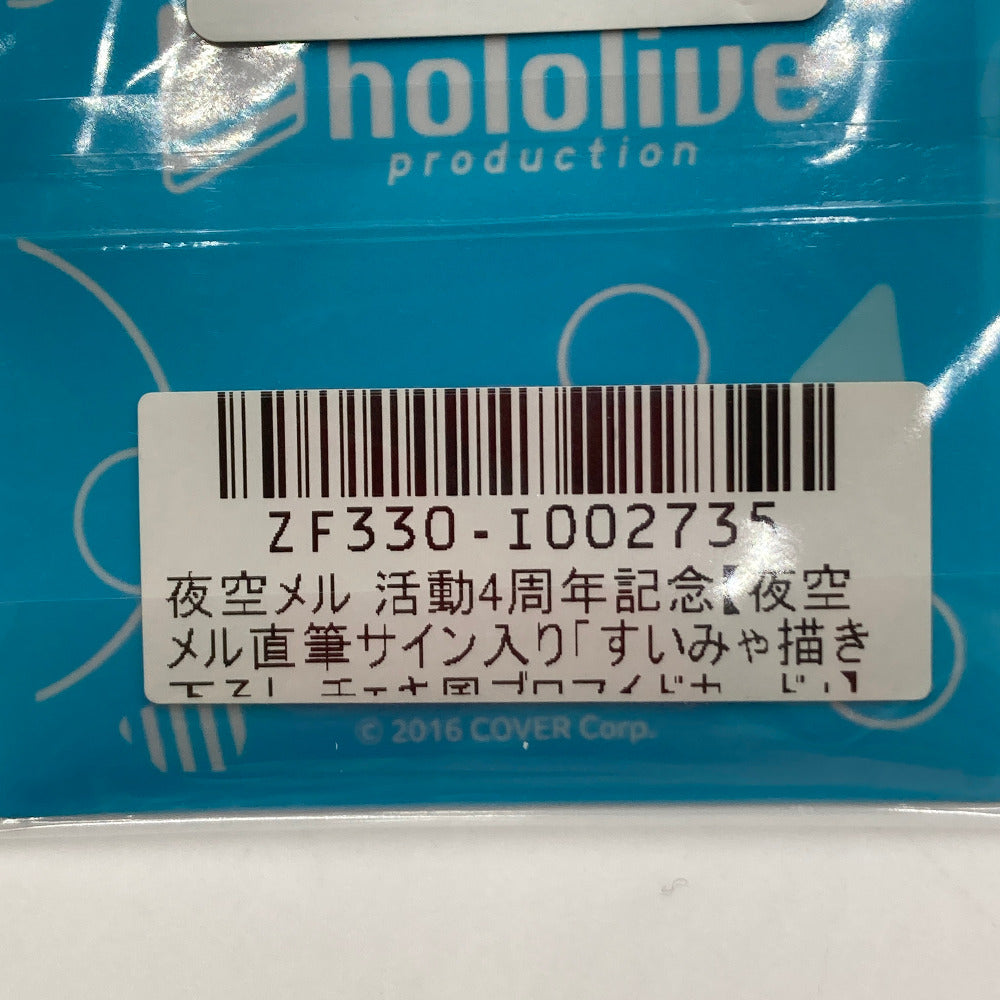 hololive
production
ZF330-I002735
夜空メル 活動4周年記念【夜空
メル直筆サイン入り「すいみゃ描き
© 2016 COVER Corp.